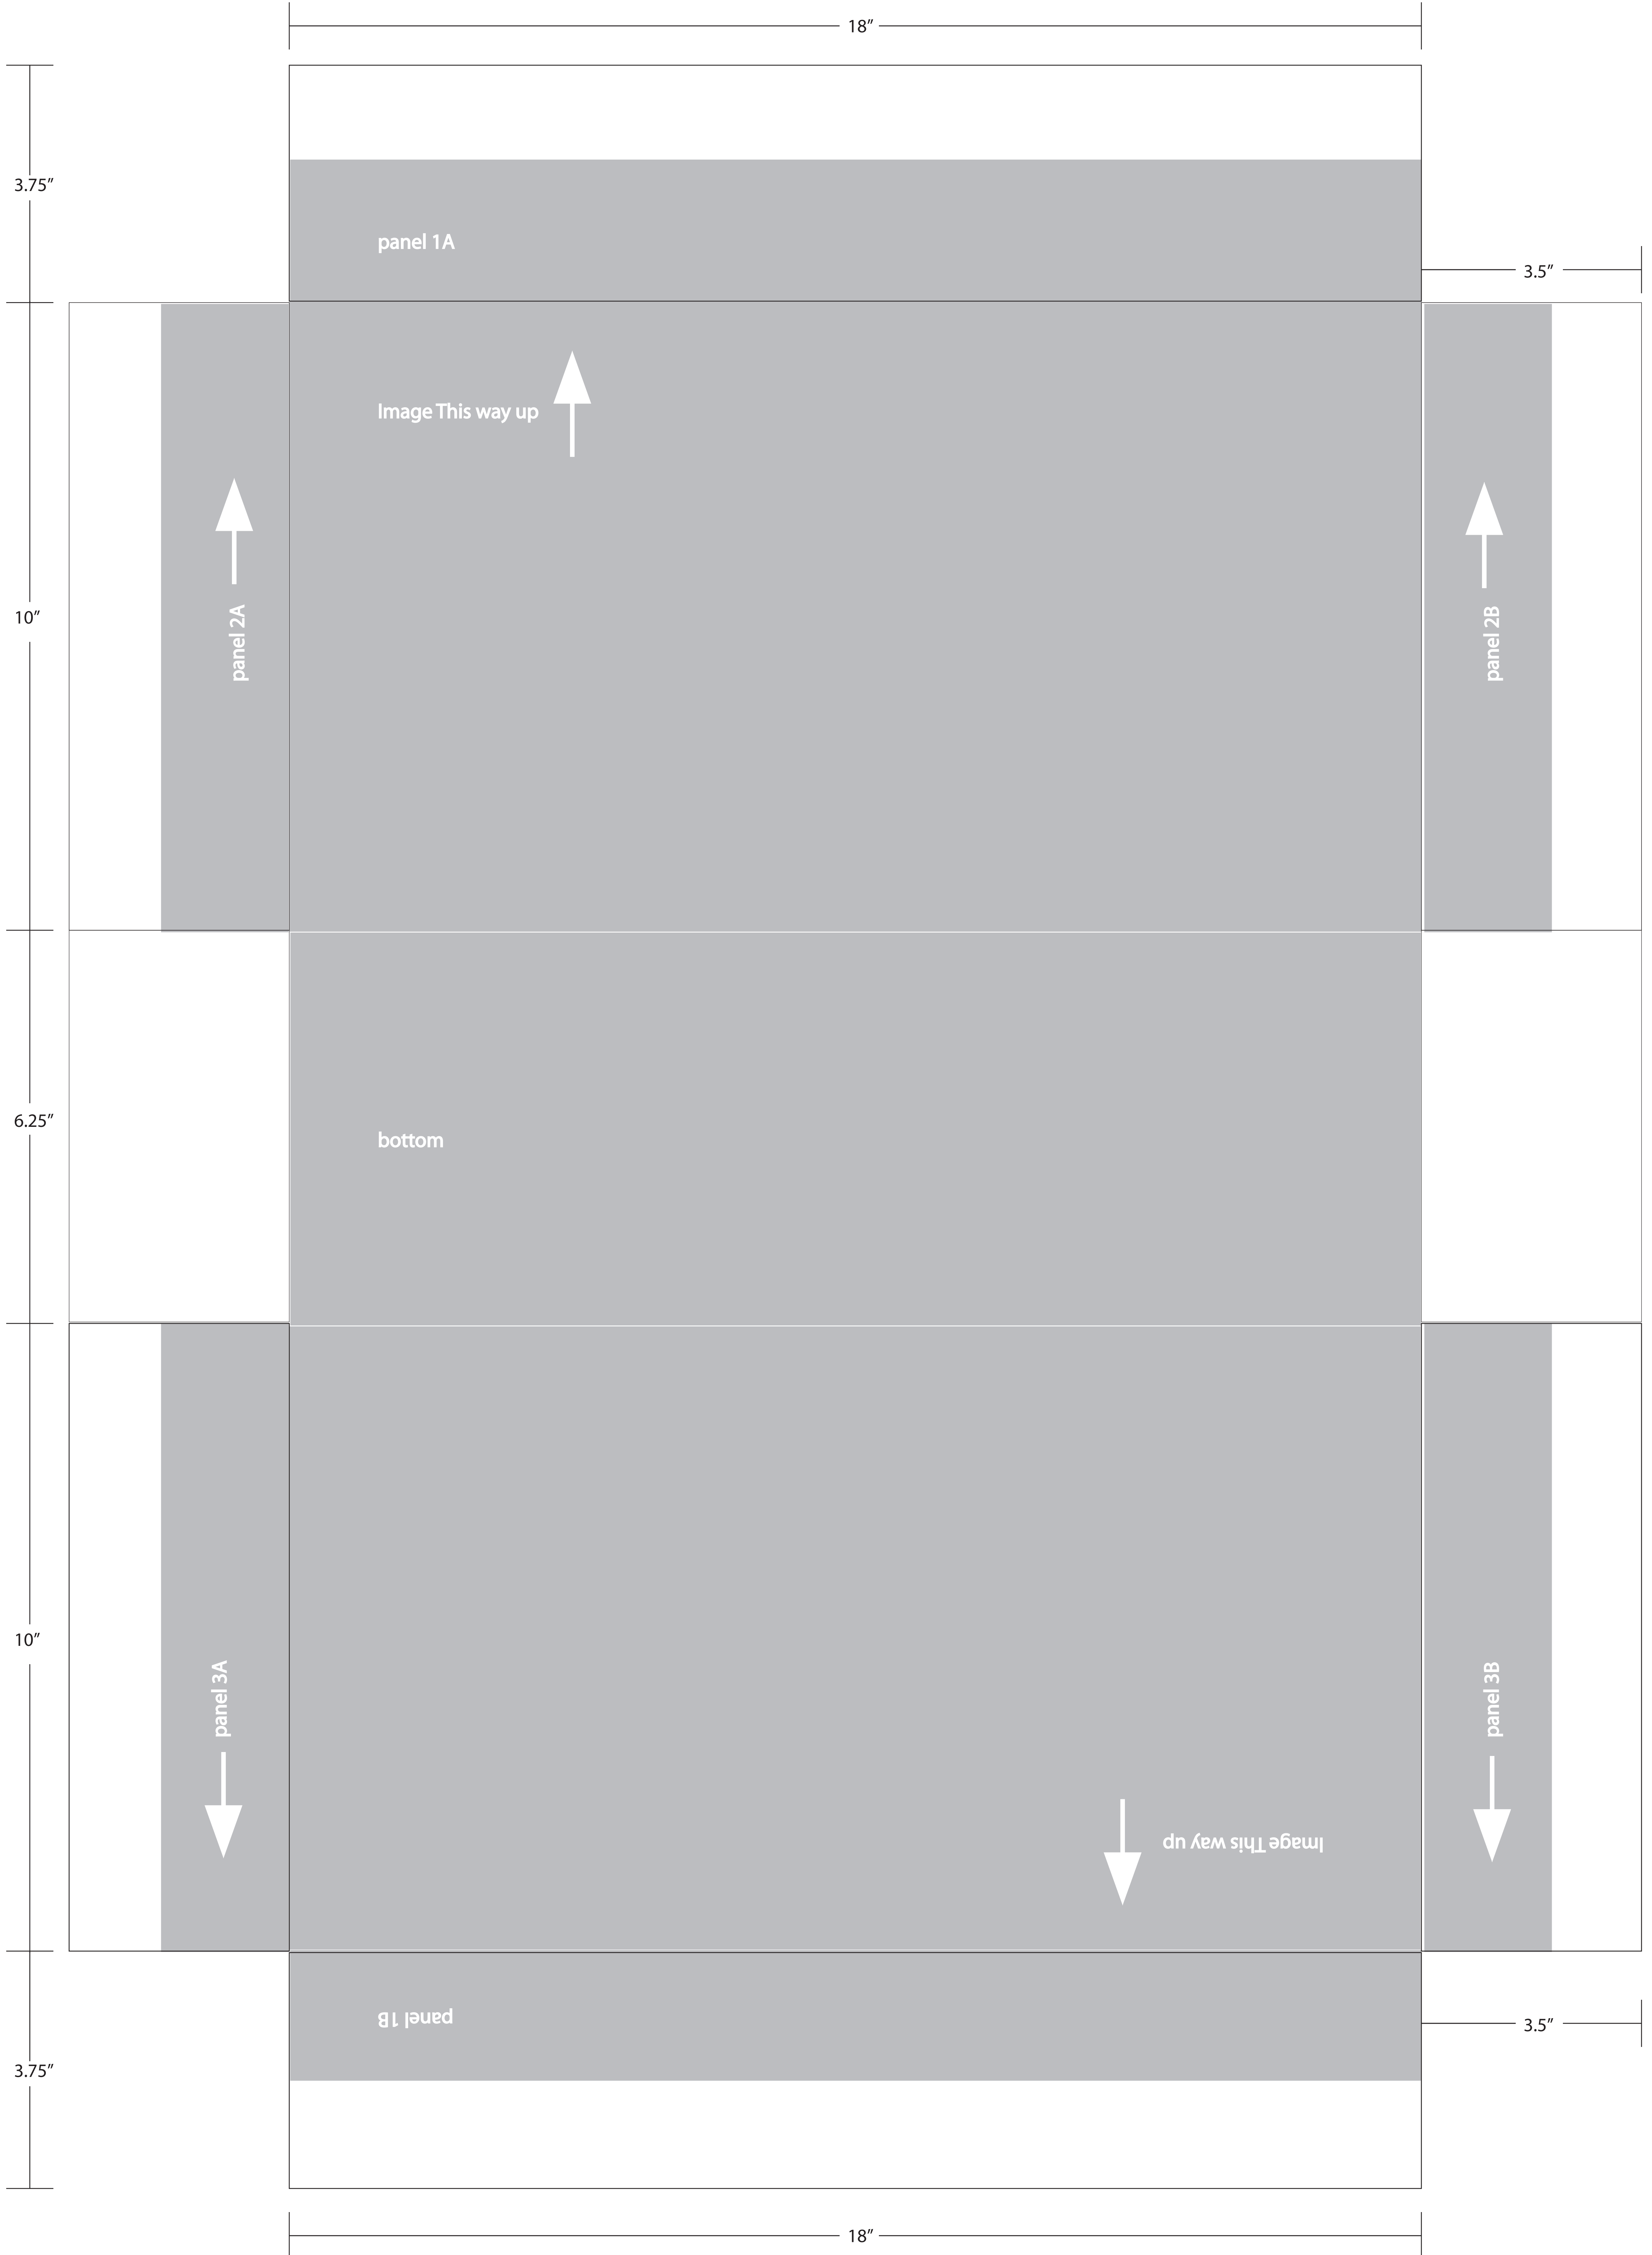 18"
3.75"
panel 1A
3.5"
Image This way up
10"
panel 2A
panel 2B
6.25"
bottom
10"
panel 3A
panel 3B
Image This way up
panel 1B
3.5"
3.75"
18"